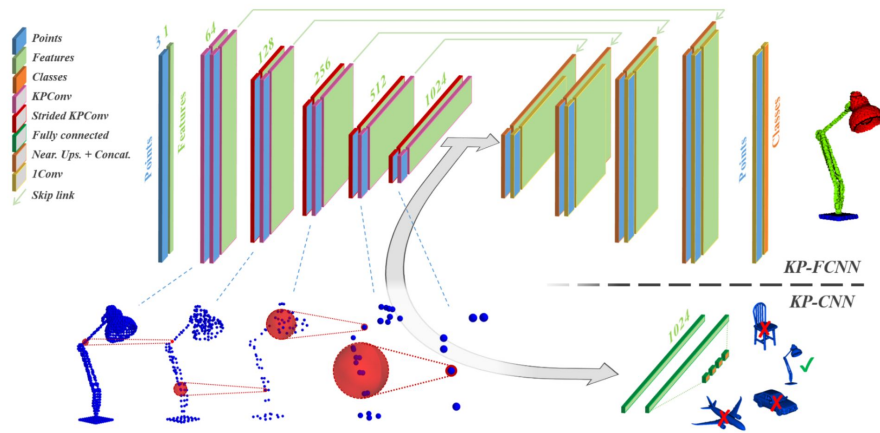 Points
Features
Classes
KPConv
Strided KPConv
Fully connected
Near. Ups. + Concat.
1Conv
Skip link
3
1
64
128
256
512
1024
Points
Features
Points
Classes
KP-FCNN
KP-CNN
1024